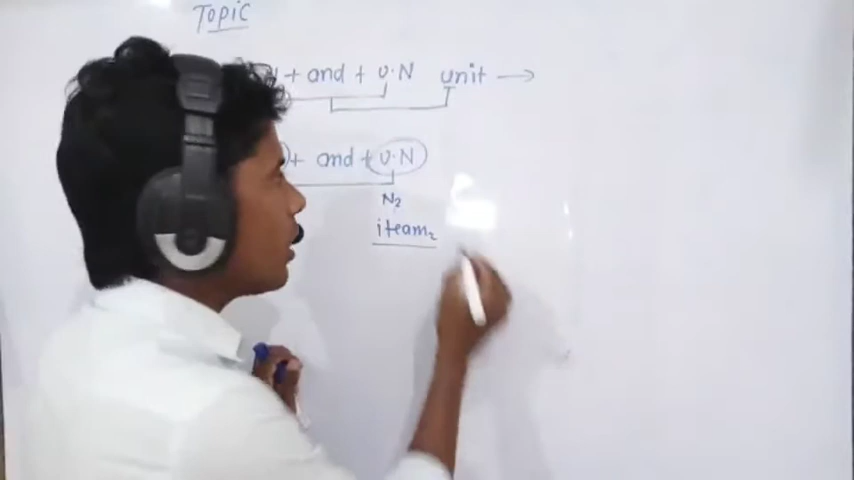 Topic
+ and + U·N unit →
+ and + U·N
N2
iteam2